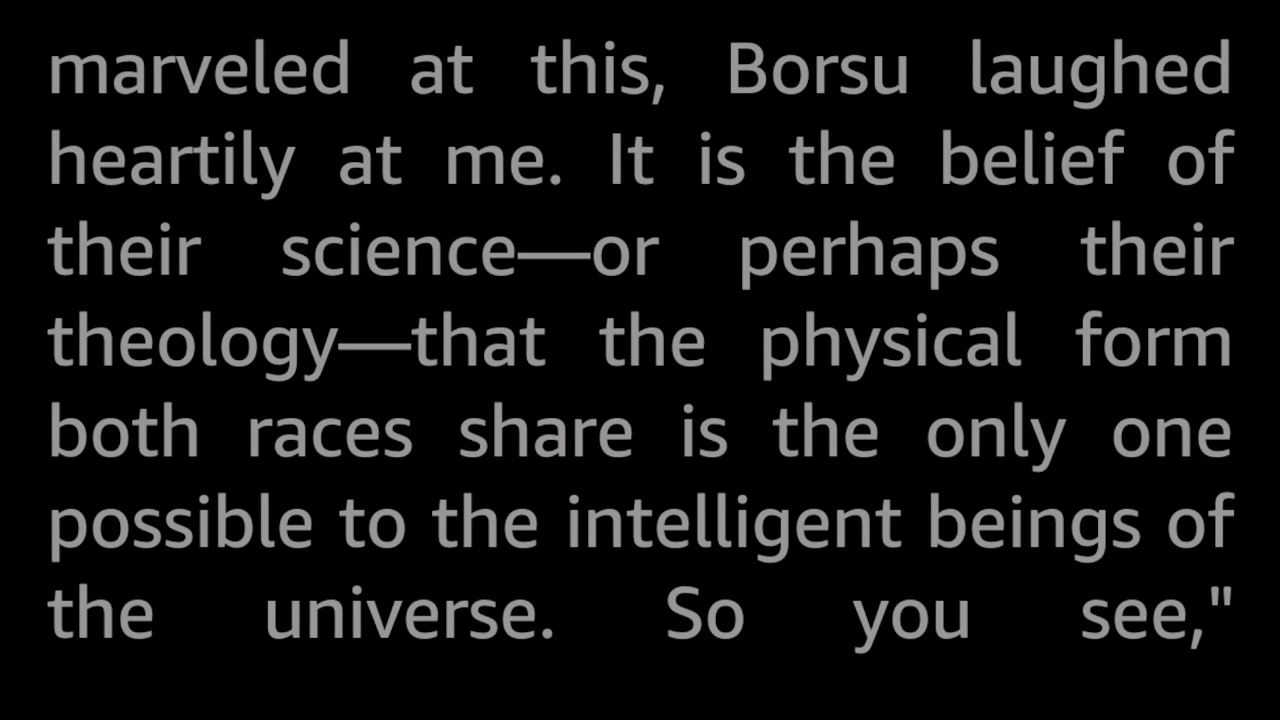 marveled at this, Borsu laughed
heartily at me. It is the belief of
their science—or perhaps their
theology—that the physical form
both races share is the only one
possible to the intelligent beings of
the universe. So you see,"